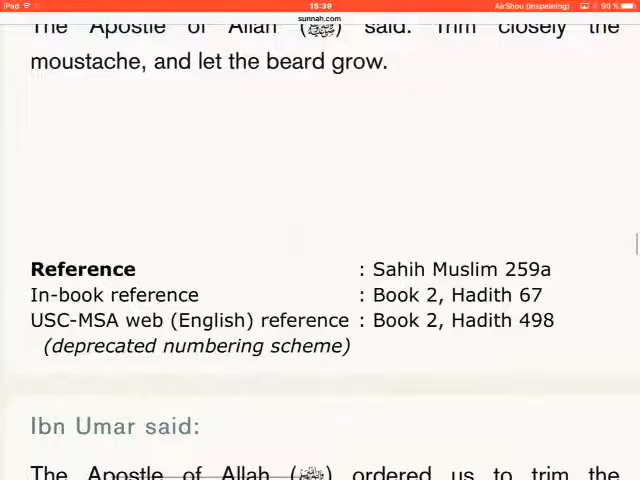 iPad 15:39 AirShou (Inspelning) 90 %
sunnah.com
The Apostle of Allah (ﷺ) said: Trim closely the
moustache, and let the beard grow.
Reference : Sahih Muslim 259a
In-book reference : Book 2, Hadith 67
USC-MSA web (English) reference : Book 2, Hadith 498
(deprecated numbering scheme)
Ibn Umar said:
The Apostle of Allah (ﷺ) ordered us to trim the